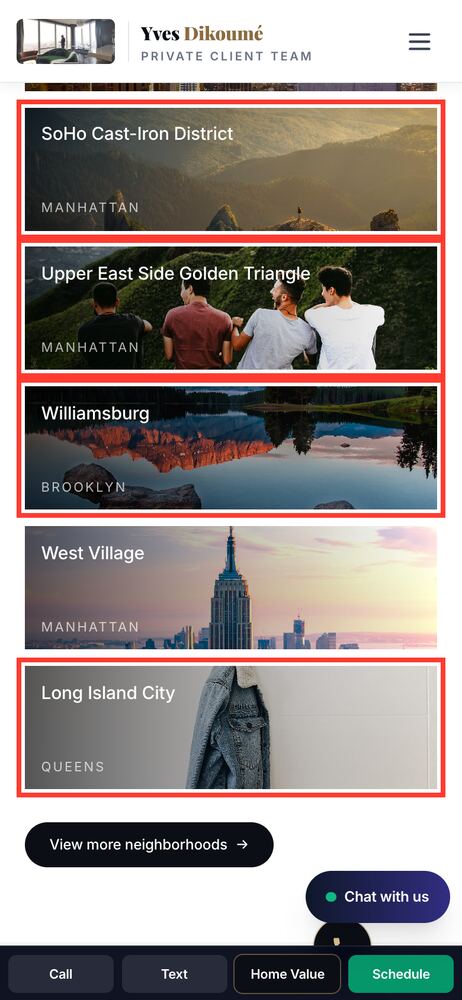 Yves Dikoumé
PRIVATE CLIENT TEAM
SoHo Cast-Iron District
MANHATTAN
Upper East Side Golden Triangle
MANHATTAN
Williamsburg
BROOKLYN
West Village
MANHATTAN
Long Island City
QUEENS
View more neighborhoods →
Chat with us
Call
Text
Home Value
Schedule